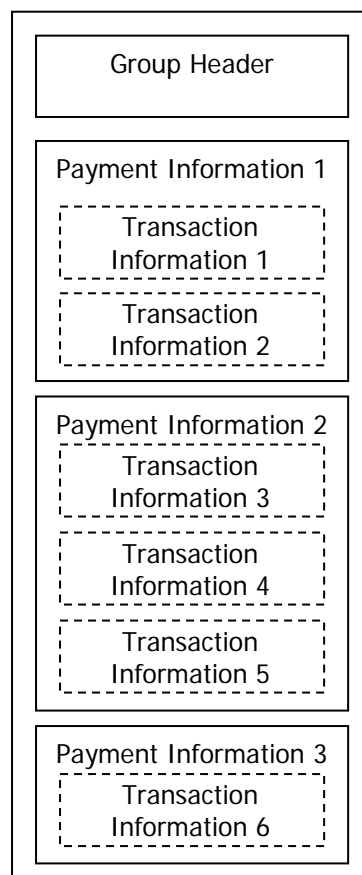 Group Header
Payment Information 1
Transaction
Information 1
Transaction
Information 2
Payment Information 2
Transaction
Information 3
Transaction
Information 4
Transaction
Information 5
Payment Information 3
Transaction
Information 6